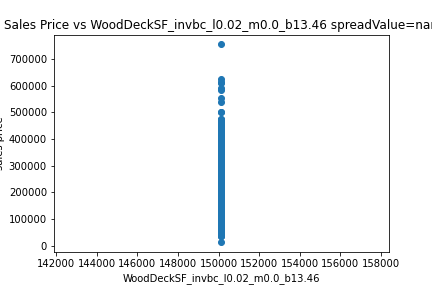 Sales Price vs WoodDeckSF_invbc_l0.02_m0.0_b13.46 spreadValue=nan
700000
600000
500000
400000
300000
200000
100000
0
142000 144000 146000 148000 150000 152000 154000 156000 158000
WoodDeckSF_invbc_l0.02_m0.0_b13.46